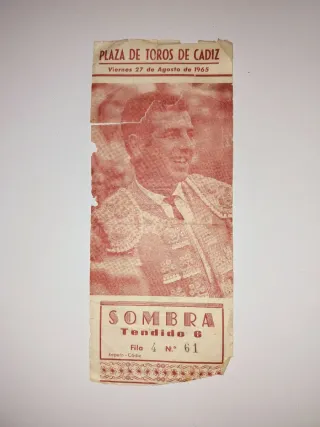 PLAZA DE TOROS DE CADIZ
Viernes 27 de Agosto de 1965
SOMBRA
Tendido 6
Fila 4 N.º 61